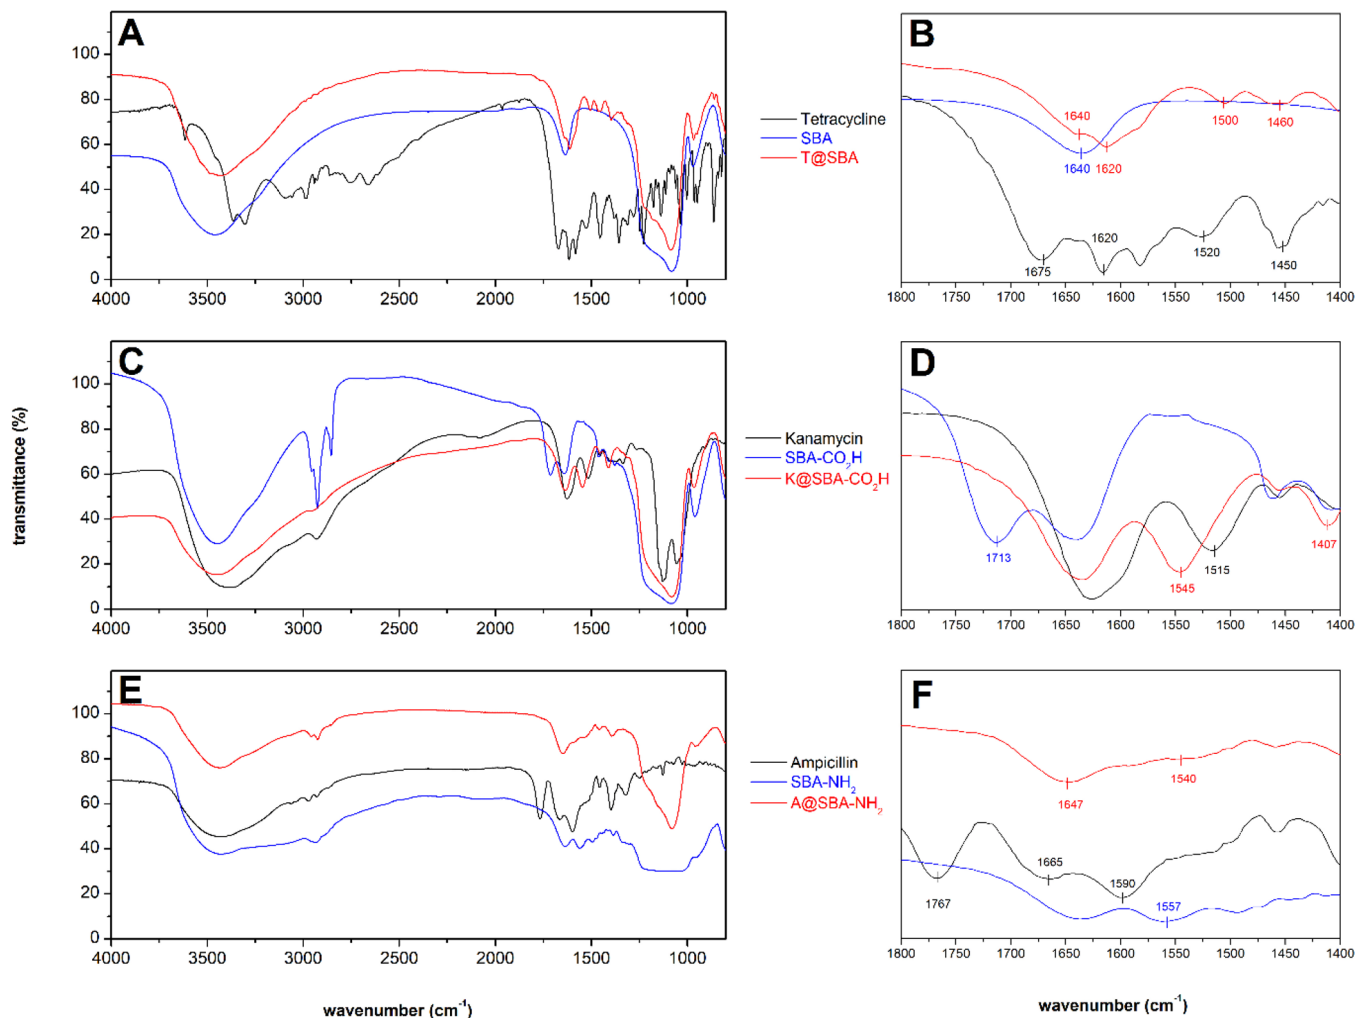 A
100
80
60
40
20
0
4000 3500 3000 2500 2000 1500 1000
Tetracycline
SBA
T@SBA
B
1640
1640
1620
1500
1460
1675
1620
1520
1450
1800 1750 1700 1650 1600 1550 1500 1450 1400
C
100
80
60
40
20
0
4000 3500 3000 2500 2000 1500 1000
Kanamycin
SBA-CO₂H
K@SBA-CO₂H
D
1713
1545
1515
1407
1800 1750 1700 1650 1600 1550 1500 1450 1400
transmittance (%)
E
100
80
60
40
20
0
4000 3500 3000 2500 2000 1500 1000
Ampicillin
SBA-NH₂
A@SBA-NH₂
F
1647
1540
1767
1665
1590
1557
1800 1750 1700 1650 1600 1550 1500 1450 1400
wavenumber (cm⁻¹)
wavenumber (cm⁻¹)